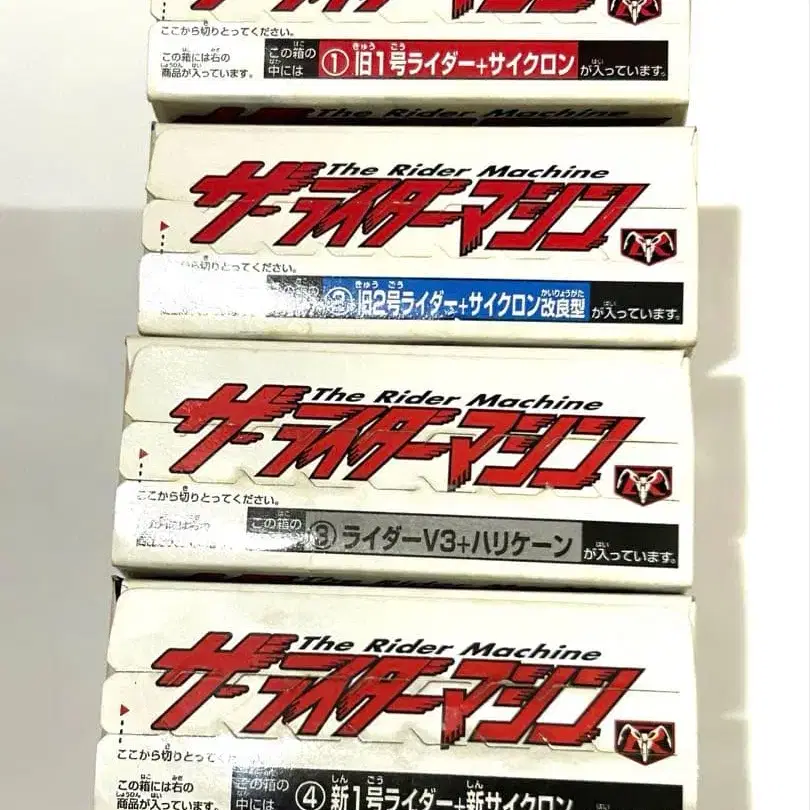 ここから切りとってください。
この箱には右の
商品が入っています。
この箱の
中には
①旧1号ライダー+サイクロン
が入っています。
The Rider Machine
ザ・ライダーマシン
から切りとってください。
②旧2号ライダー+サイクロン改良型
が入っています。
The Rider Machine
ザ・ライダーマシン
ここから切りとってください。
この箱の
③ライダーV3+ハリケーン
が入っています。
The Rider Machine
ザ・ライダーマシン
ここから切りとってく
この箱には右の
商品が入っています。
この箱の
中には
④新1号ライダー+新サイクロン